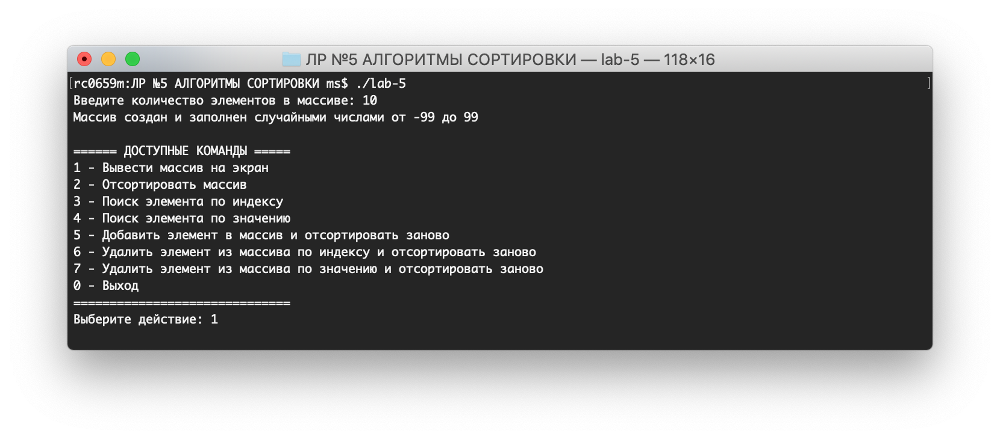 ЛР №5 АЛГОРИТМЫ СОРТИРОВКИ — lab-5 — 118×16
[rc0659m:ЛР №5 АЛГОРИТМЫ СОРТИРОВКИ ms$ ./lab-5 ]
Введите количество элементов в массиве: 10
Массив создан и заполнен случайными числами от -99 до 99
====== ДОСТУПНЫЕ КОМАНДЫ =====
1 - Вывести массив на экран
2 - Отсортировать массив
3 - Поиск элемента по индексу
4 - Поиск элемента по значению
5 - Добавить элемент в массив и отсортировать заново
6 - Удалить элемент из массива по индексу и отсортировать заново
7 - Удалить элемент из массива по значению и отсортировать заново
0 - Выход
==============================
Выберите действие: 1